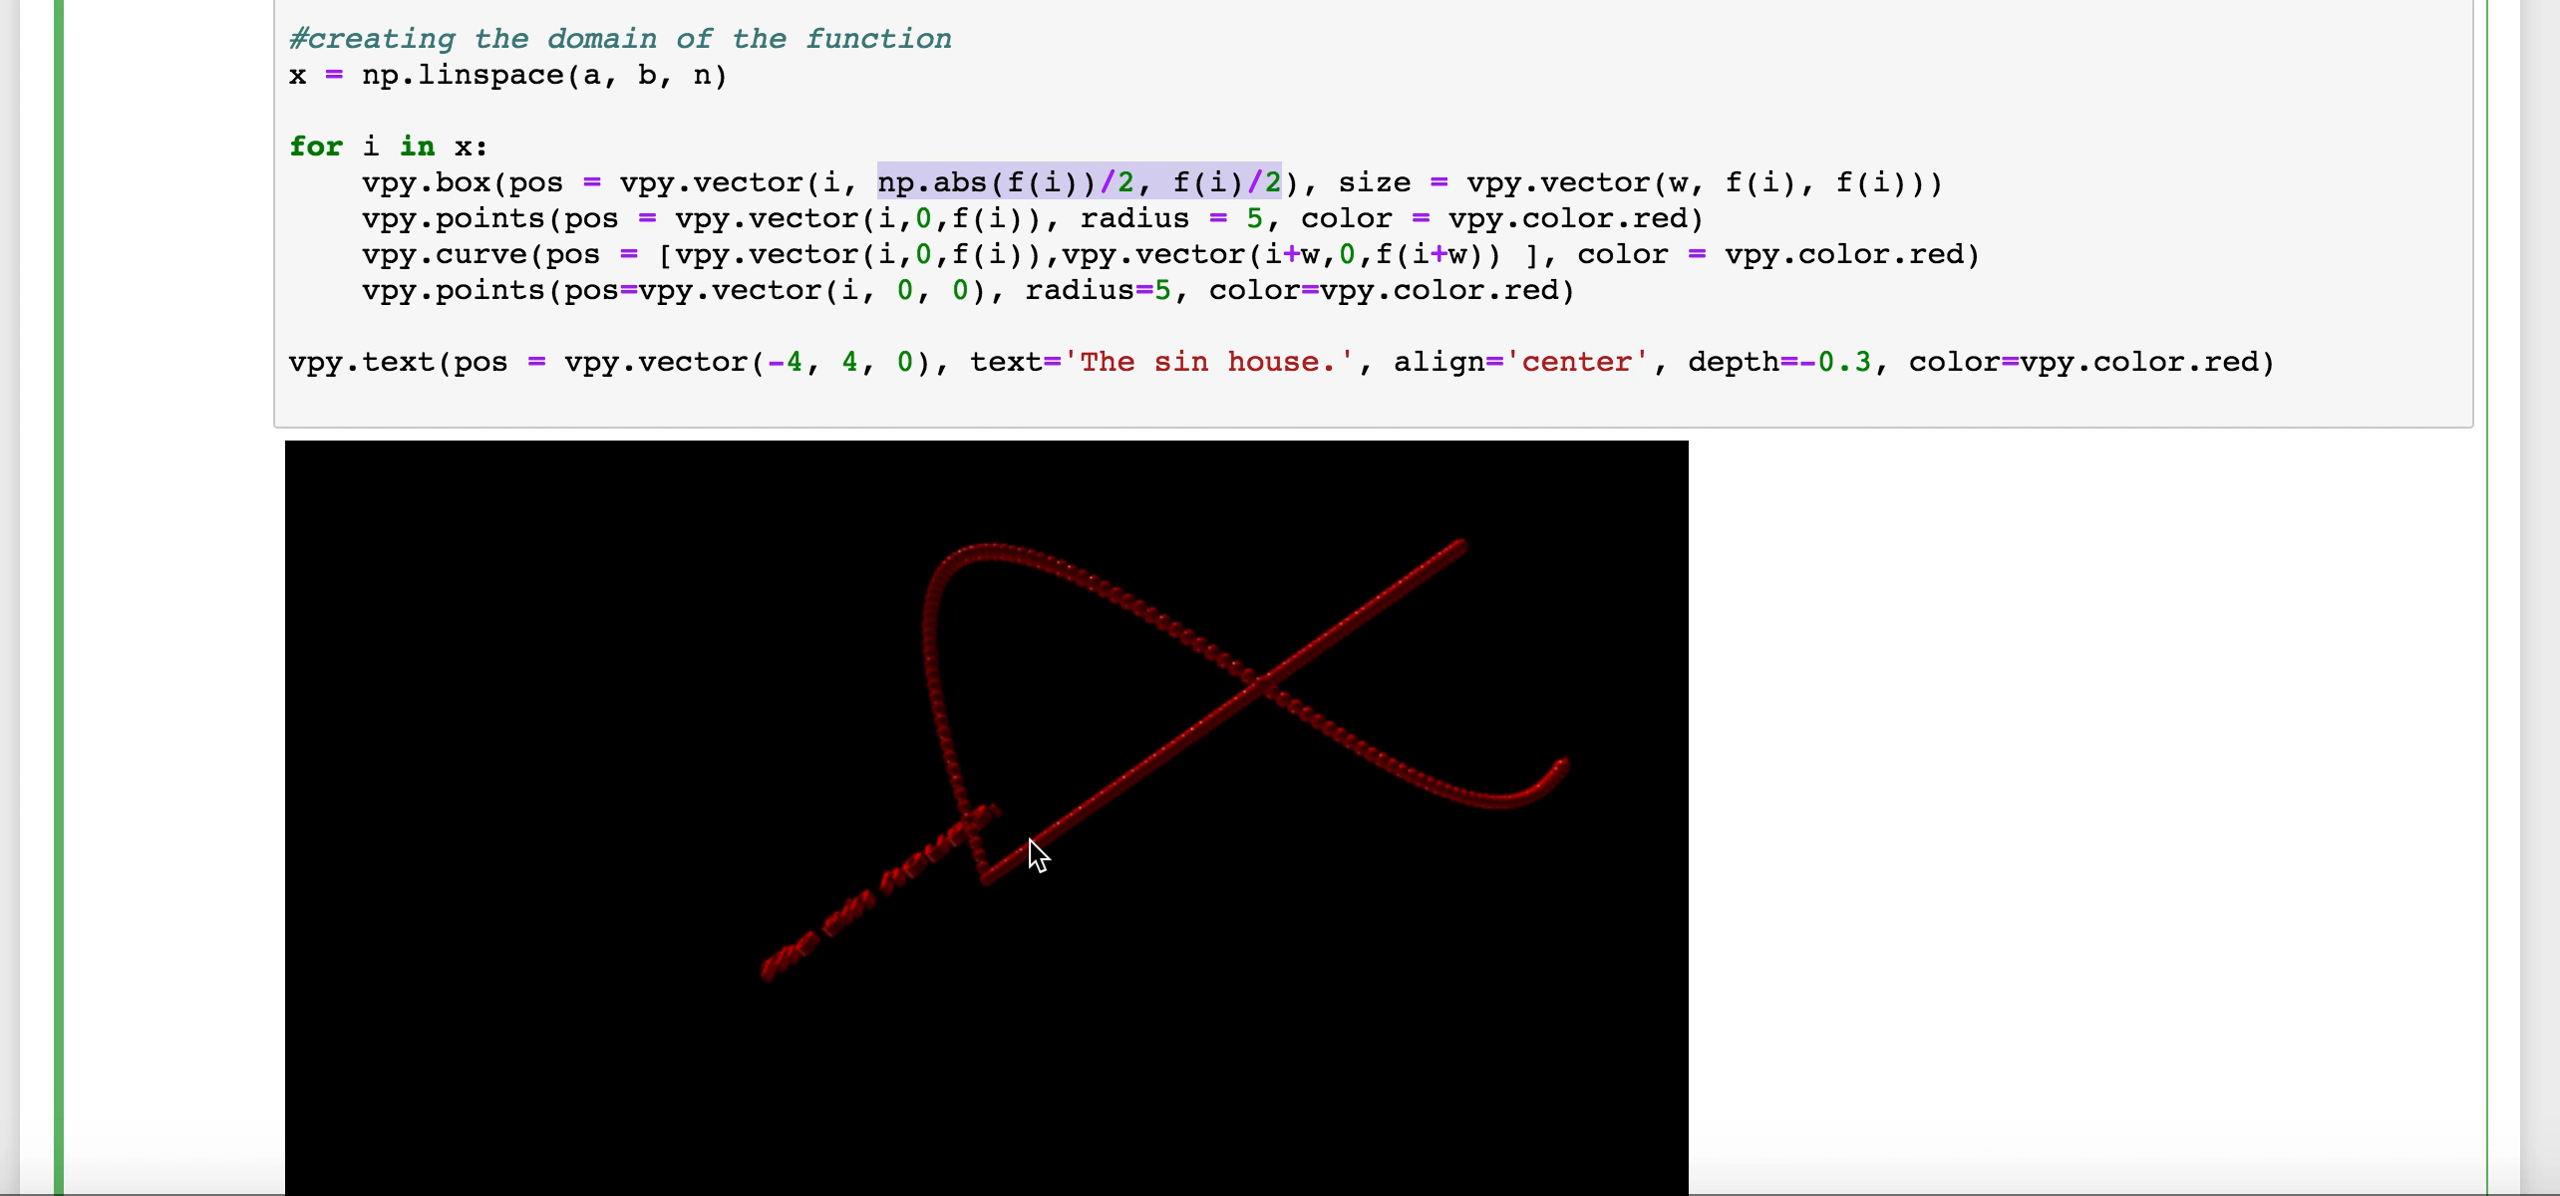 #creating the domain of the function
x = np.linspace(a, b, n)
for i in x:
vpy.box(pos = vpy.vector(i, np.abs(f(i))/2, f(i)/2), size = vpy.vector(w, f(i), f(i)))
vpy.points(pos = vpy.vector(i,0,f(i)), radius = 5, color = vpy.color.red)
vpy.curve(pos = [vpy.vector(i,0,f(i)),vpy.vector(i+w,0,f(i+w)) ], color = vpy.color.red)
vpy.points(pos=vpy.vector(i, 0, 0), radius=5, color=vpy.color.red)
vpy.text(pos = vpy.vector(-4, 4, 0), text='The sin house.', align='center', depth=-0.3, color=vpy.color.red)